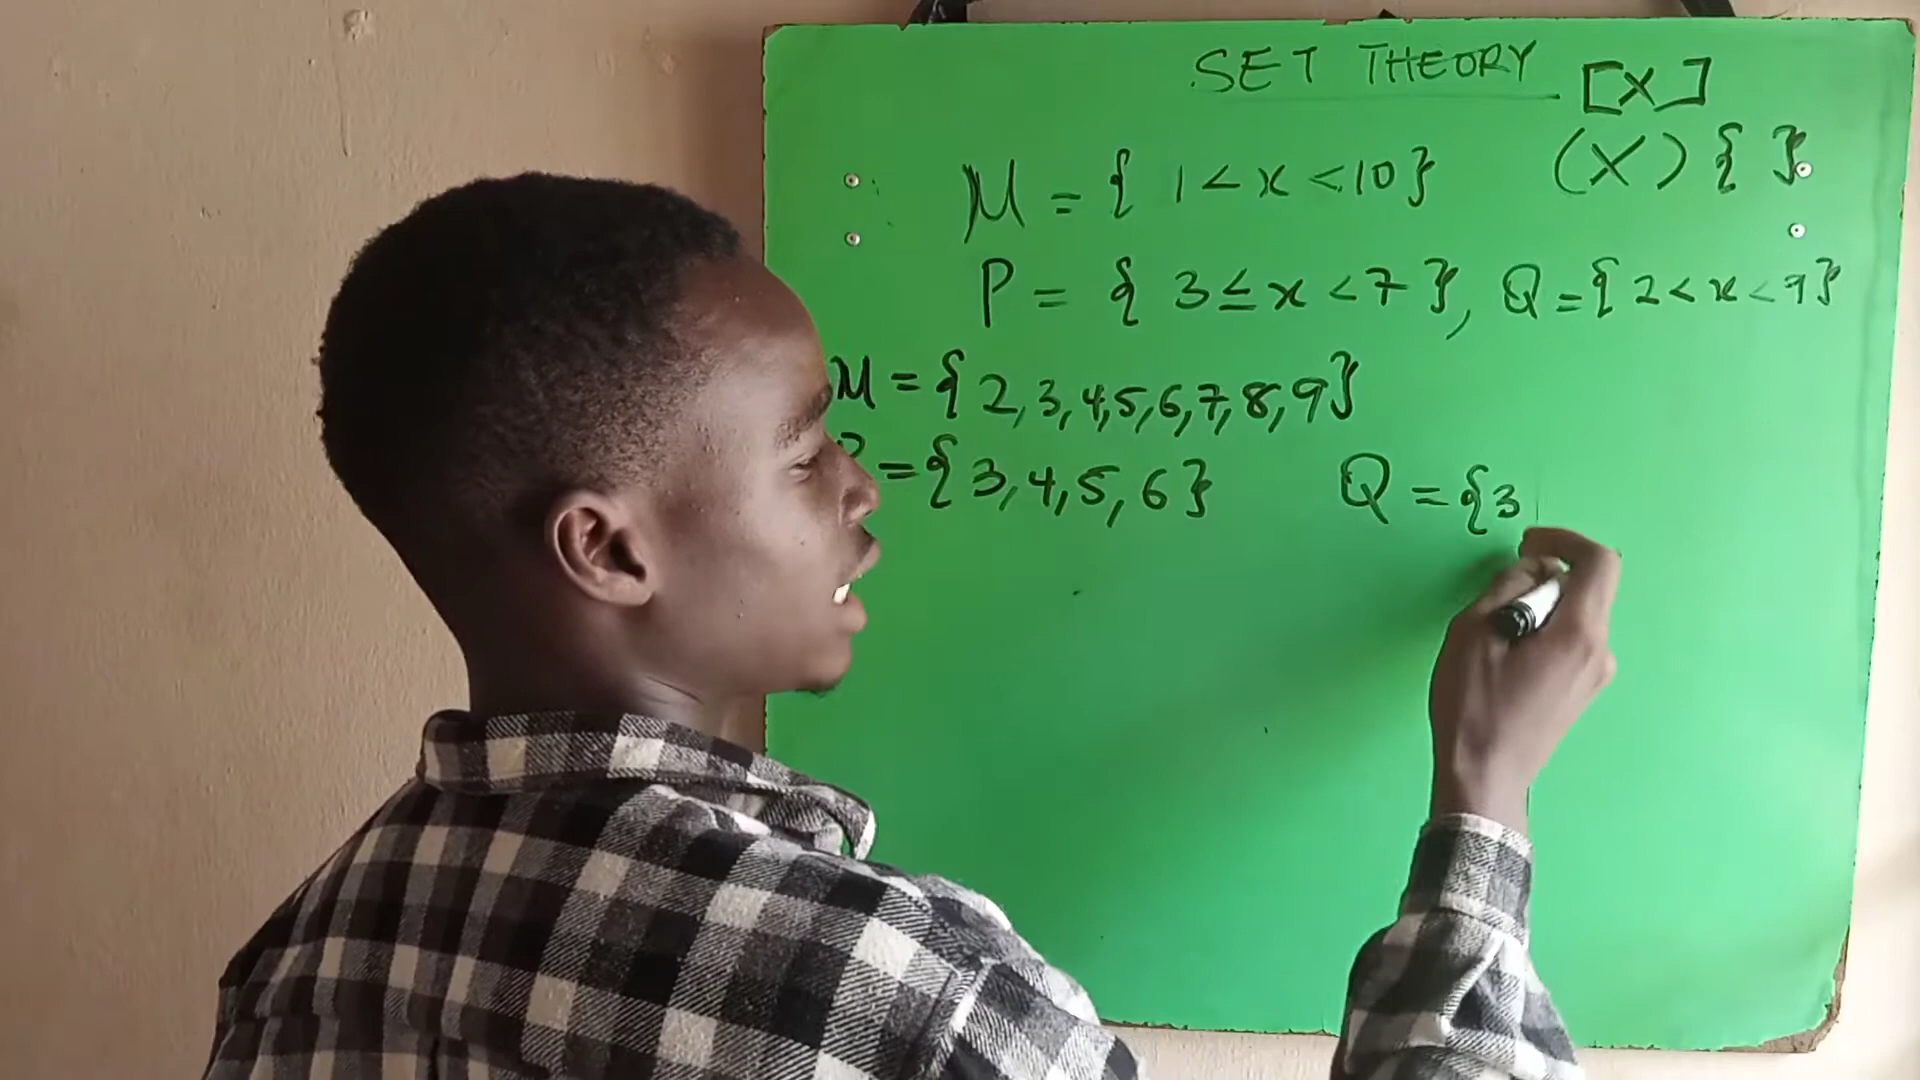 SET THEORY [X]
(X) { }
M = { 1 < x < 10}
P = { 3 ≤ x < 7 }, Q = { 2 < x < 9}
M = { 2, 3, 4, 5, 6, 7, 8, 9}
= { 3, 4, 5, 6 } Q = { 3